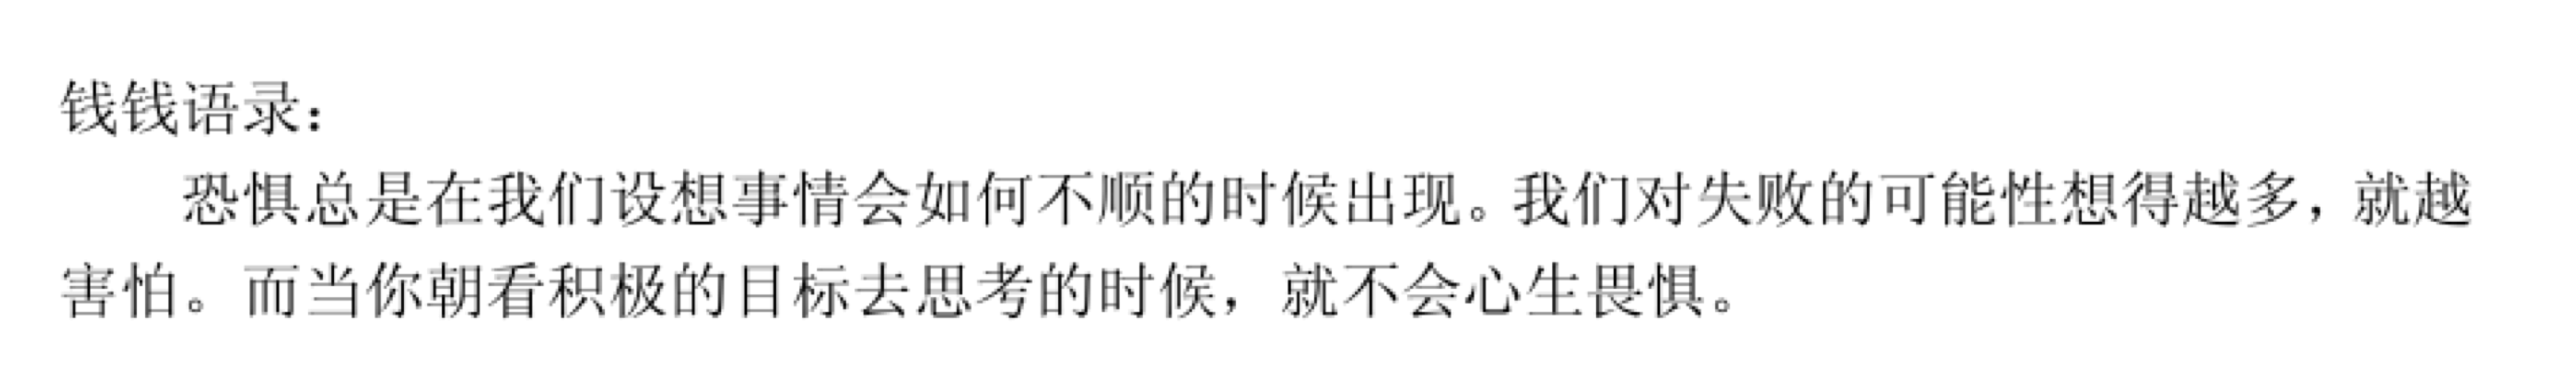 钱钱语录：
恐惧总是在我们设想事情会如何不顺的时候出现。我们对失败的可能性想得越多，就越
害怕。而当你朝看积极的目标去思考的时候，就不会心生畏惧。